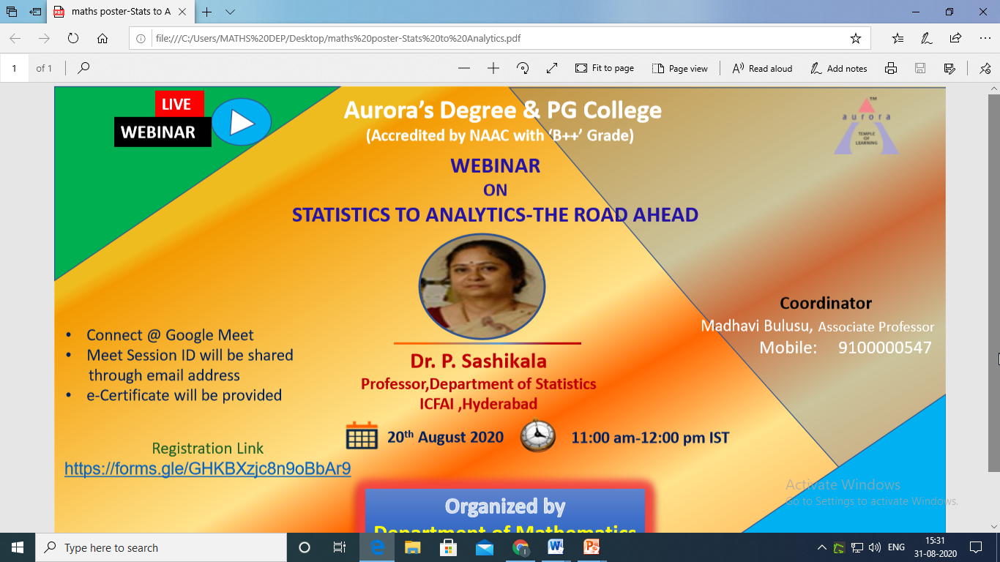 maths poster-Stats to A
file:///C:/Users/MATHS%20DEP/Desktop/maths%20poster-Stats%20to%20Analytics.pdf
1 of 1
Fit to page
Page view
Read aloud
Add notes
LIVE
WEBINAR
Aurora's Degree & PG College
(Accredited by NAAC with 'B++' Grade)
TM
aurora
TEMPLE
OF
LEARNING
WEBINAR
ON
STATISTICS TO ANALYTICS-THE ROAD AHEAD
Coordinator
Madhavi Bulusu, Associate Professor
Mobile: 9100000547
• Connect @ Google Meet
• Meet Session ID will be shared
through email address
• e-Certificate will be provided
Dr. P. Sashikala
Professor,Department of Statistics
ICFAI ,Hyderabad
20th August 2020
11:00 am-12:00 pm IST
Registration Link
https://forms.gle/GHKBXzjc8n9oBbAr9
Organized by
Department of Mathematics
Activate Windows
Go to Settings to activate Windows.
Type here to search
ENG
15:31
31-08-2020